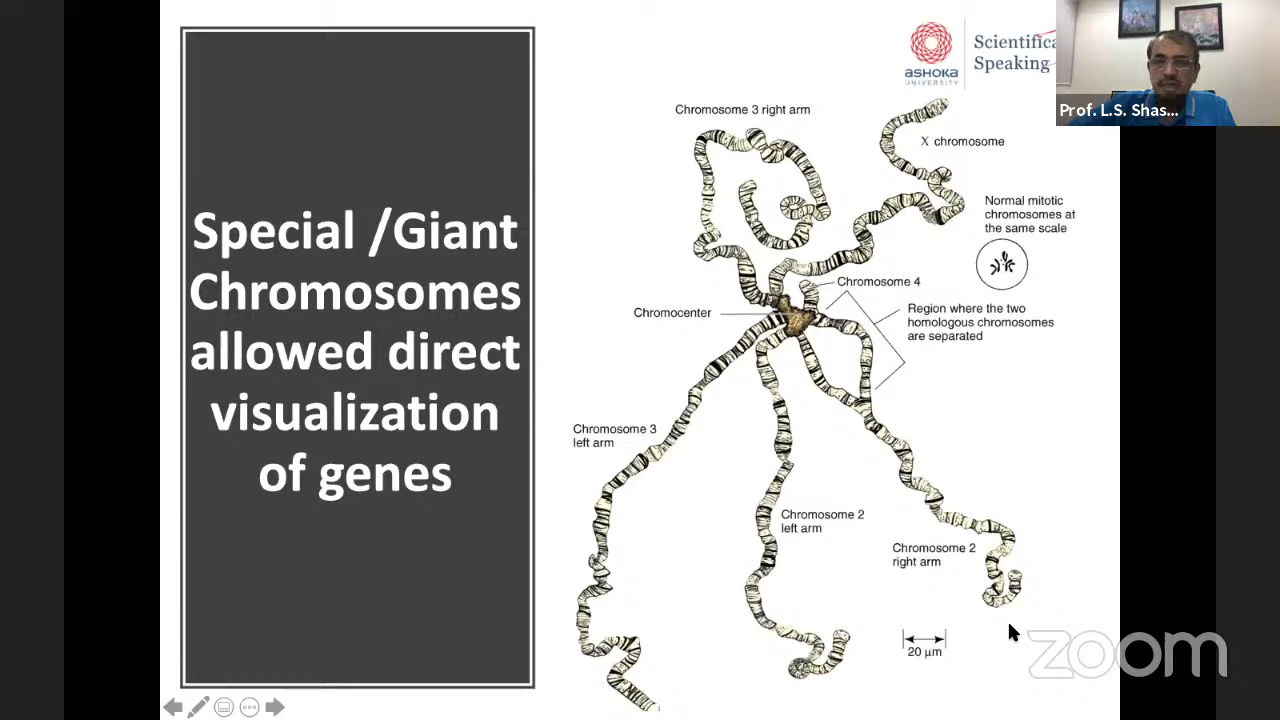 Special /Giant
Chromosomes
allowed direct
visualization
of genes
ASHOKA
UNIVERSITY
Scientifica
Speaking
Prof. L.S. Shas...
Chromosome 3 right arm
X chromosome
Normal mitotic
chromosomes at
the same scale
Chromosome 4
Chromocenter
Region where the two
homologous chromosomes
are separated
Chromosome 3
left arm
Chromosome 2
left arm
Chromosome 2
right arm
20 μm
zoom